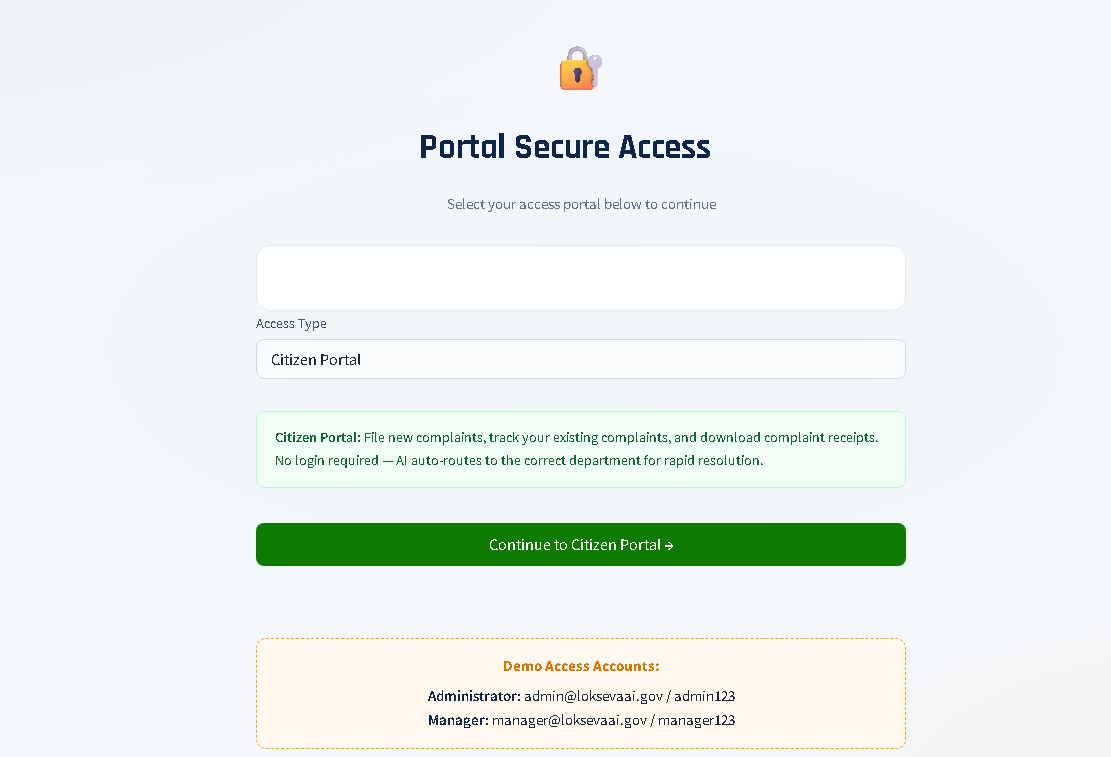 Portal Secure Access
Select your access portal below to continue
Access Type
Citizen Portal
Citizen Portal: File new complaints, track your existing complaints, and download complaint receipts.
No login required — AI auto-routes to the correct department for rapid resolution.
Continue to Citizen Portal →
Demo Access Accounts:
Administrator: admin@loksevaai.gov / admin123
Manager: manager@loksevaai.gov / manager123